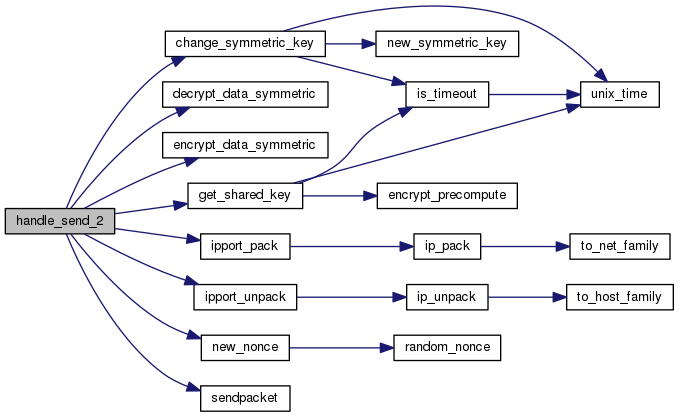 change_symmetric_key
new_symmetric_key
decrypt_data_symmetric
is_timeout
unix_time
encrypt_data_symmetric
get_shared_key
encrypt_precompute
handle_send_2
ipport_pack
ip_pack
to_net_family
ipport_unpack
ip_unpack
to_host_family
new_nonce
random_nonce
sendpacket